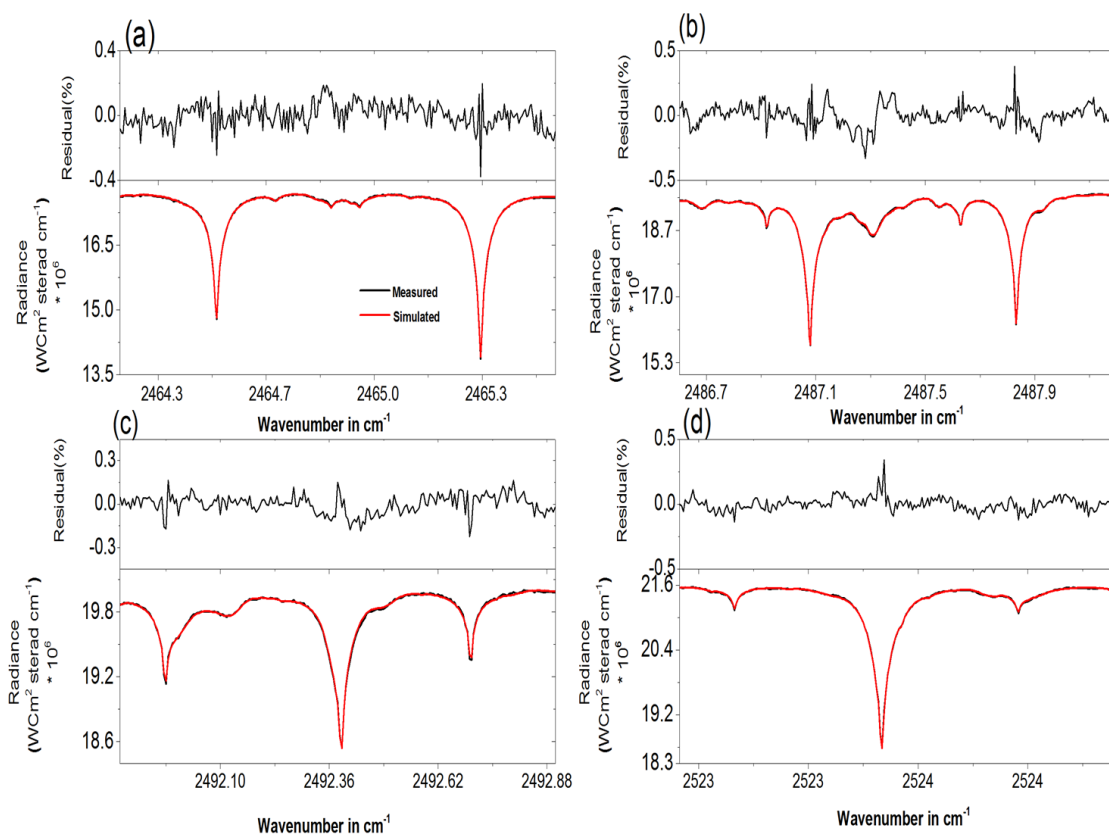 (a)
0.4
0.0
-0.4
Residual(%)
16.5
15.0
13.5
Radiance
(WCm² sterad cm⁻¹)
* 10⁶
Measured
Simulated
2464.3 2464.7 2465.0 2465.3
Wavenumber in cm⁻¹
(b)
0.5
0.0
-0.5
Residual(%)
18.7
17.0
15.3
Radiance
(WCm² sterad cm⁻¹)
* 10⁶
2486.7 2487.1 2487.5 2487.9
Wavenumber in cm⁻¹
(c)
0.3
0.0
-0.3
Residual(%)
19.8
19.2
18.6
Radiance
(WCm² sterad cm⁻¹)
* 10⁶
2492.10 2492.36 2492.62 2492.88
Wavenumber in cm⁻¹
(d)
0.5
0.0
-0.5
Residual(%)
21.6
20.4
19.2
18.3
Radiance
(WCm² sterad cm⁻¹)
* 10⁶
2523 2523 2524 2524
Wavenumber in cm⁻¹